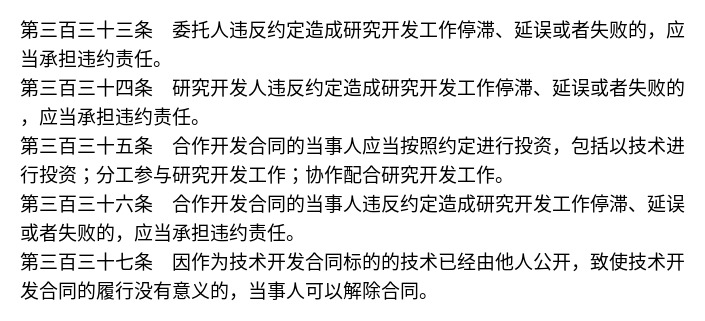 第三百三十三条　委托人违反约定造成研究开发工作停滞、延误或者失败的，应
当承担违约责任。
第三百三十四条　研究开发人违反约定造成研究开发工作停滞、延误或者失败的
，应当承担违约责任。
第三百三十五条　合作开发合同的当事人应当按照约定进行投资，包括以技术进
行投资；分工参与研究开发工作；协作配合研究开发工作。
第三百三十六条　合作开发合同的当事人违反约定造成研究开发工作停滞、延误
或者失败的，应当承担违约责任。
第三百三十七条　因作为技术开发合同标的的技术已经由他人公开，致使技术开
发合同的履行没有意义的，当事人可以解除合同。